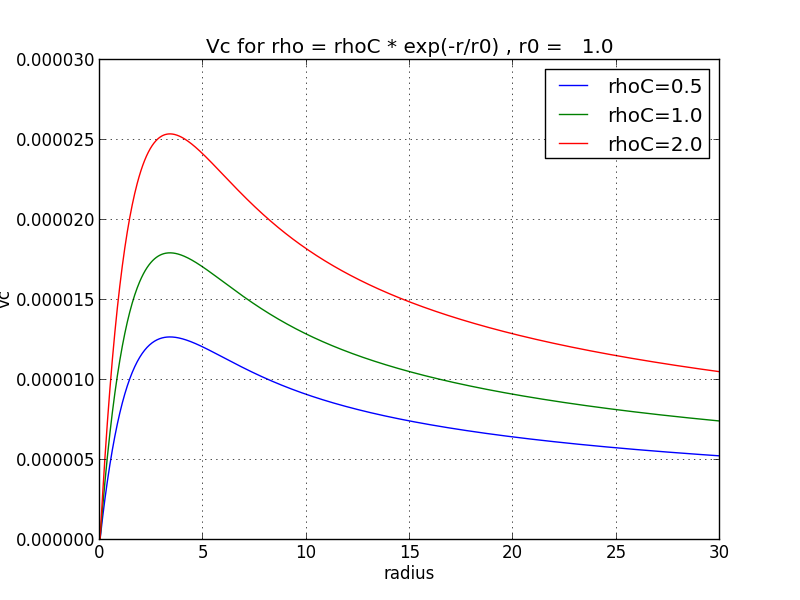 Vc for rho = rhoC * exp(-r/r0) , r0 =   1.0
0.000030
0.000025
0.000020
0.000015
0.000010
0.000005
0.000000
Vc
rhoC=0.5
rhoC=1.0
rhoC=2.0
0 5 10 15 20 25 30
radius